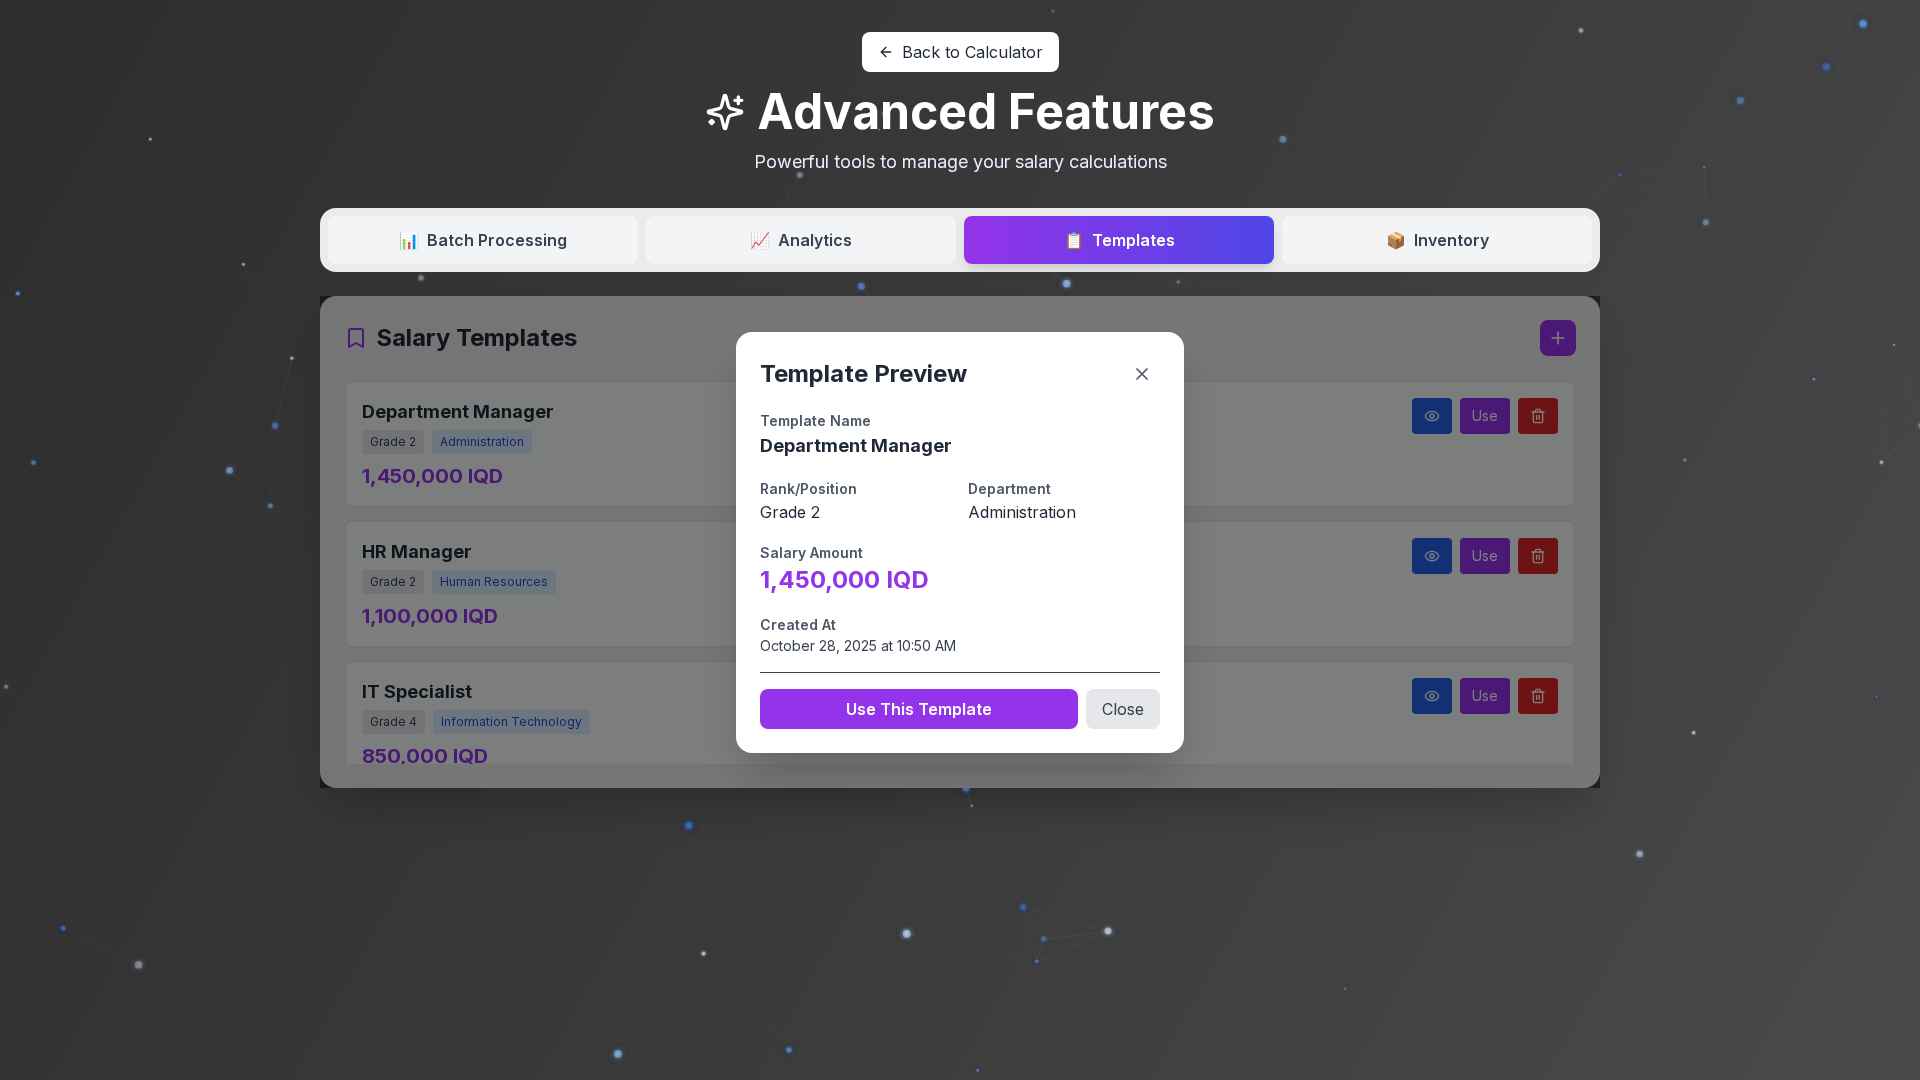 Back to Calculator
Advanced Features
Powerful tools to manage your salary calculations
📊 Batch Processing
📈 Analytics
📋 Templates
📦 Inventory
Salary Templates
Department Manager
Grade 2 Administration
1,450,000 IQD
Use
HR Manager
Grade 2 Human Resources
1,100,000 IQD
Use
IT Specialist
Grade 4 Information Technology
850,000 IQD
Use
Template Preview
Template Name
Department Manager
Rank/Position
Grade 2
Department
Administration
Salary Amount
1,450,000 IQD
Created At
October 28, 2025 at 10:50 AM
Use This Template
Close